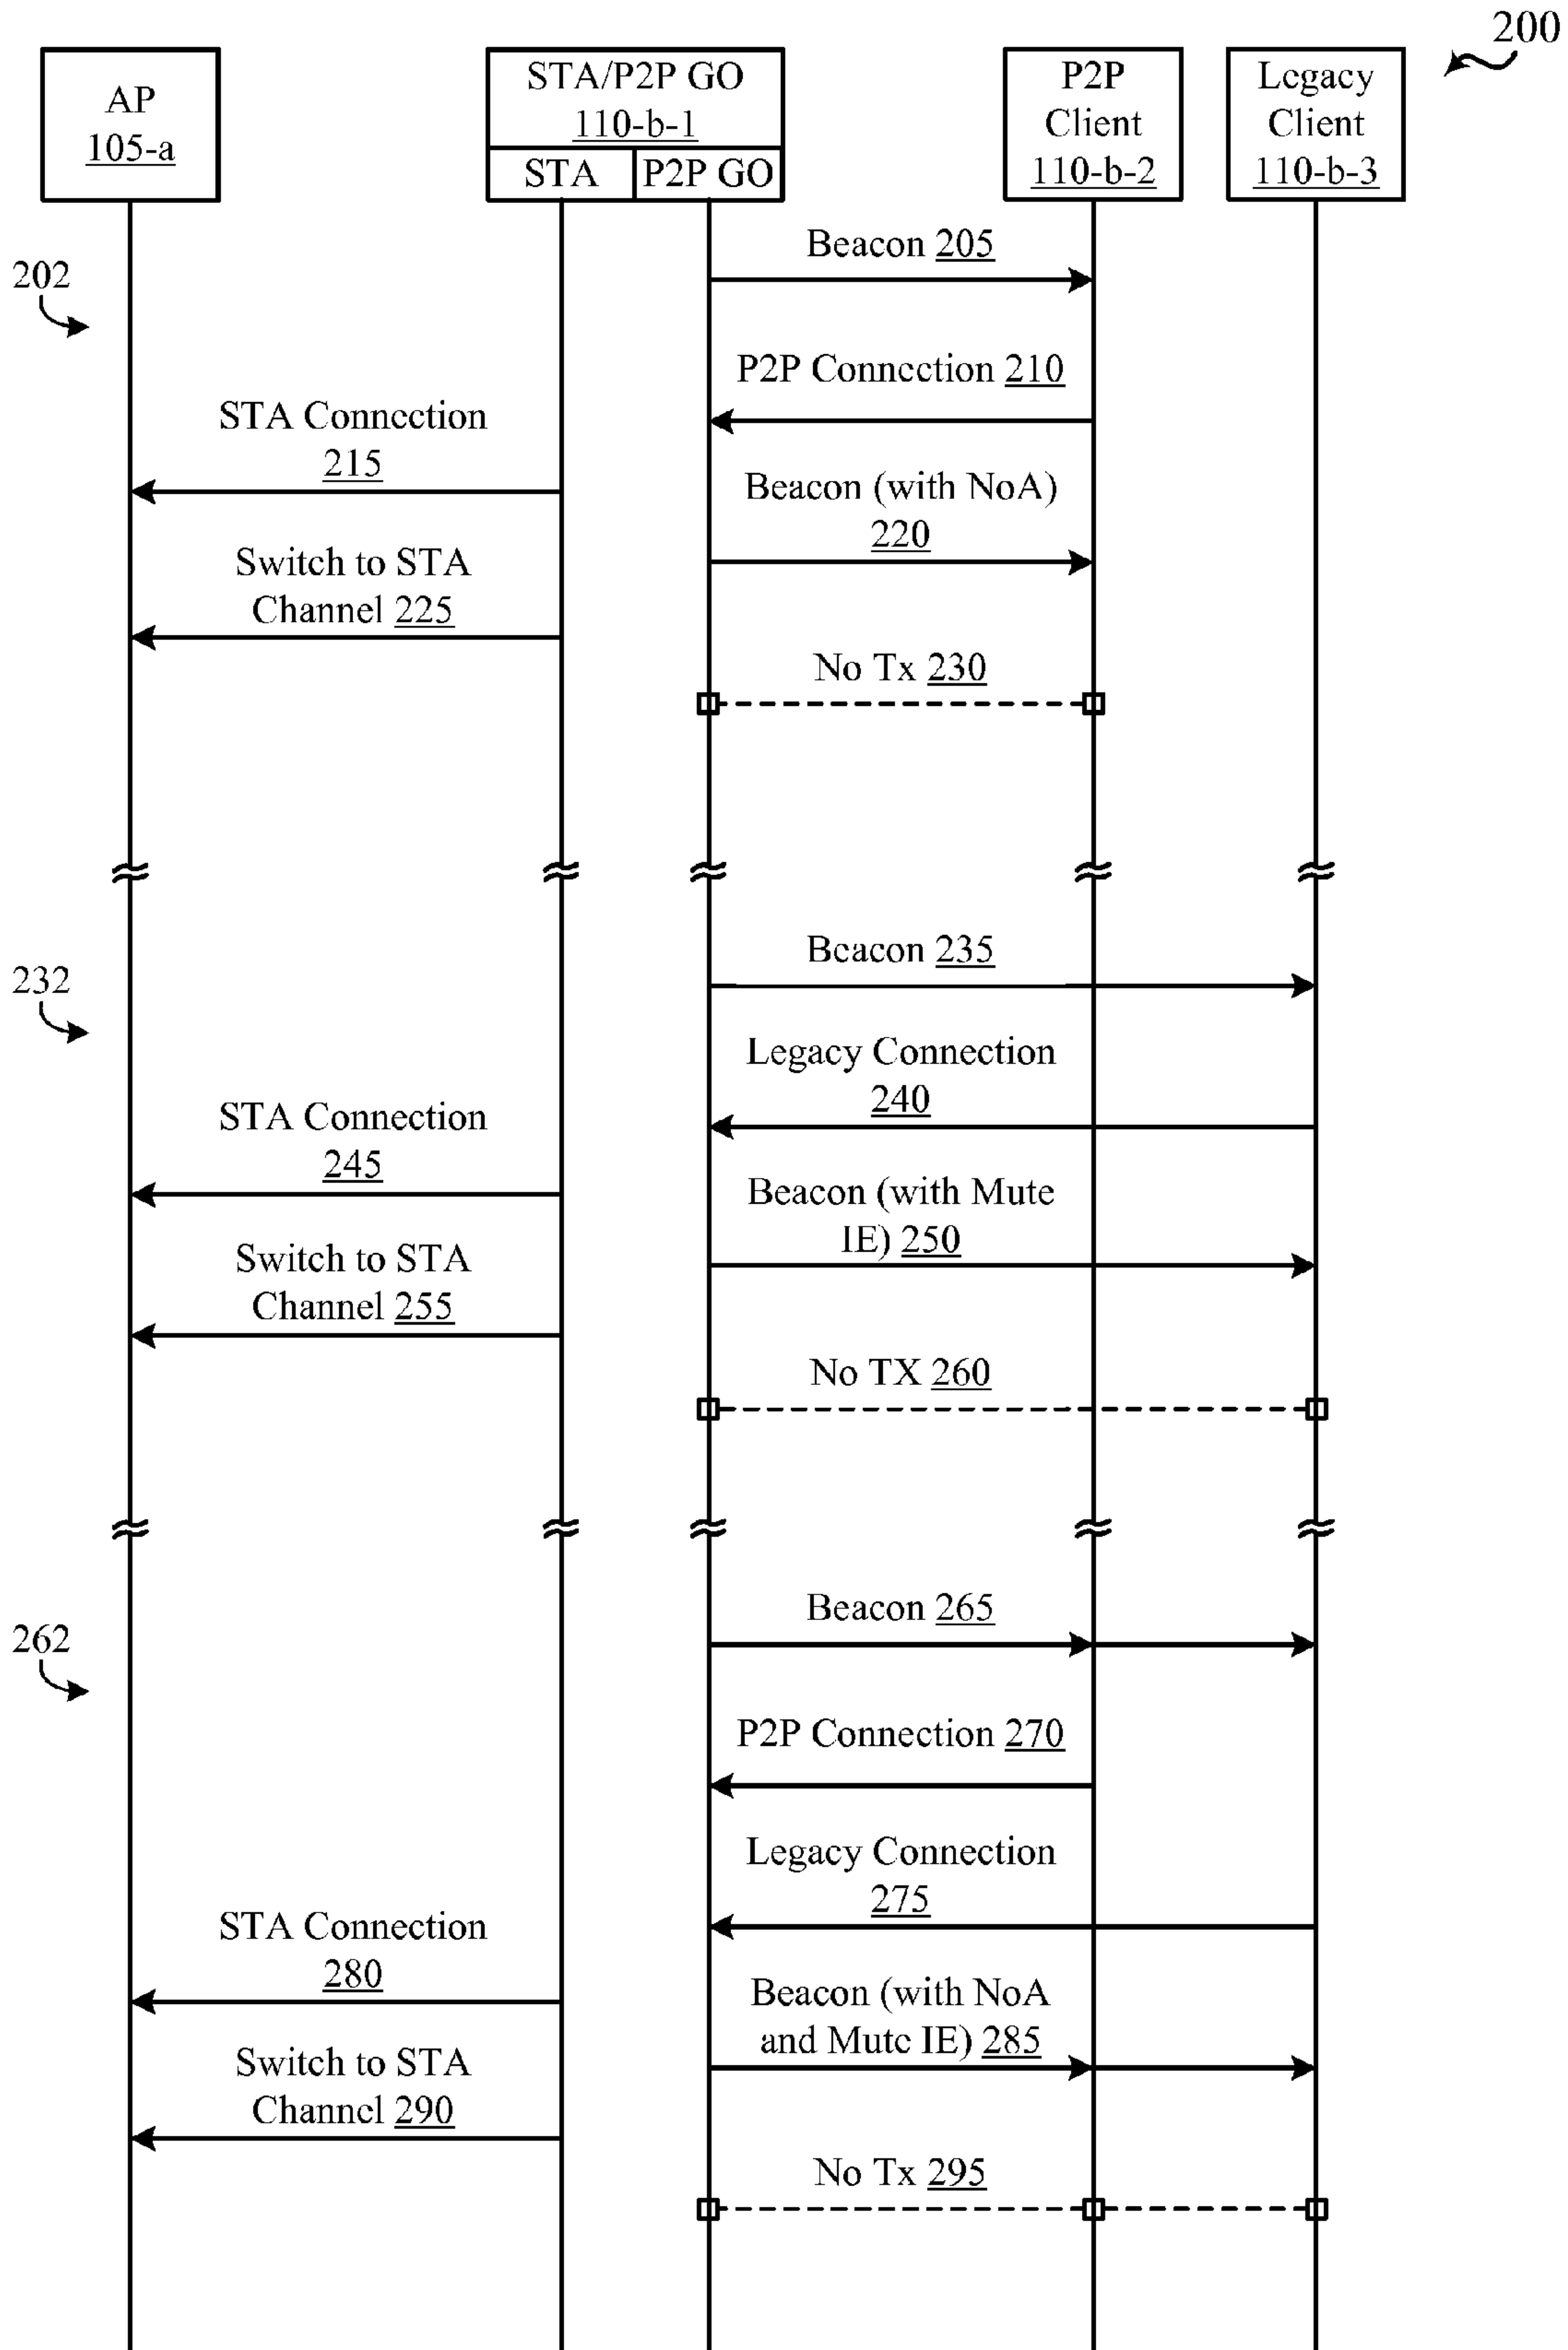 200
AP
105-a
STA/P2P GO
110-b-1
STA
P2P GO
P2P
Client
110-b-2
Legacy
Client
110-b-3
202
Beacon 205
P2P Connection 210
STA Connection
215
Beacon (with NoA)
220
Switch to STA
Channel 225
No Tx 230
232
Beacon 235
Legacy Connection
240
STA Connection
245
Beacon (with Mute
IE) 250
Switch to STA
Channel 255
No TX 260
262
Beacon 265
P2P Connection 270
Legacy Connection
275
STA Connection
280
Beacon (with NoA
and Mute IE) 285
Switch to STA
Channel 290
No Tx 295